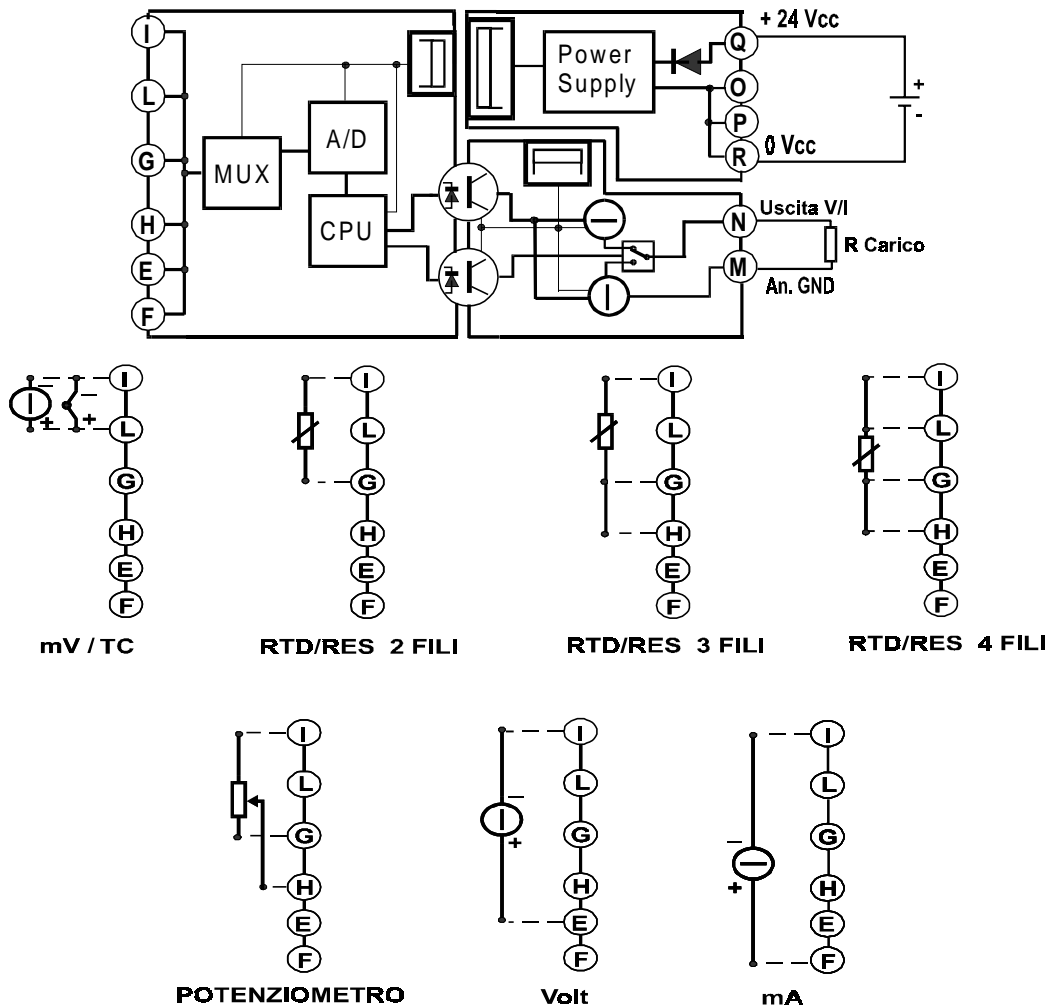 + 24 Vcc
I
Q
Power
Supply
O
+
L
P
-
A/D
0 Vcc
G
R
MUX
CPU
N
Uscita V/I
H
R Carico
M
E
An. GND
F
I
L
G
H
E
F
−
−
+
+
mV / TC
I
L
G
H
E
F
RTD/RES 2 FILI
I
L
G
H
E
F
RTD/RES 3 FILI
I
L
G
H
E
F
RTD/RES 4 FILI
I
L
G
H
E
F
POTENZIOMETRO
I
L
G
H
E
F
−
+
Volt
I
L
G
H
E
F
−
+
mA